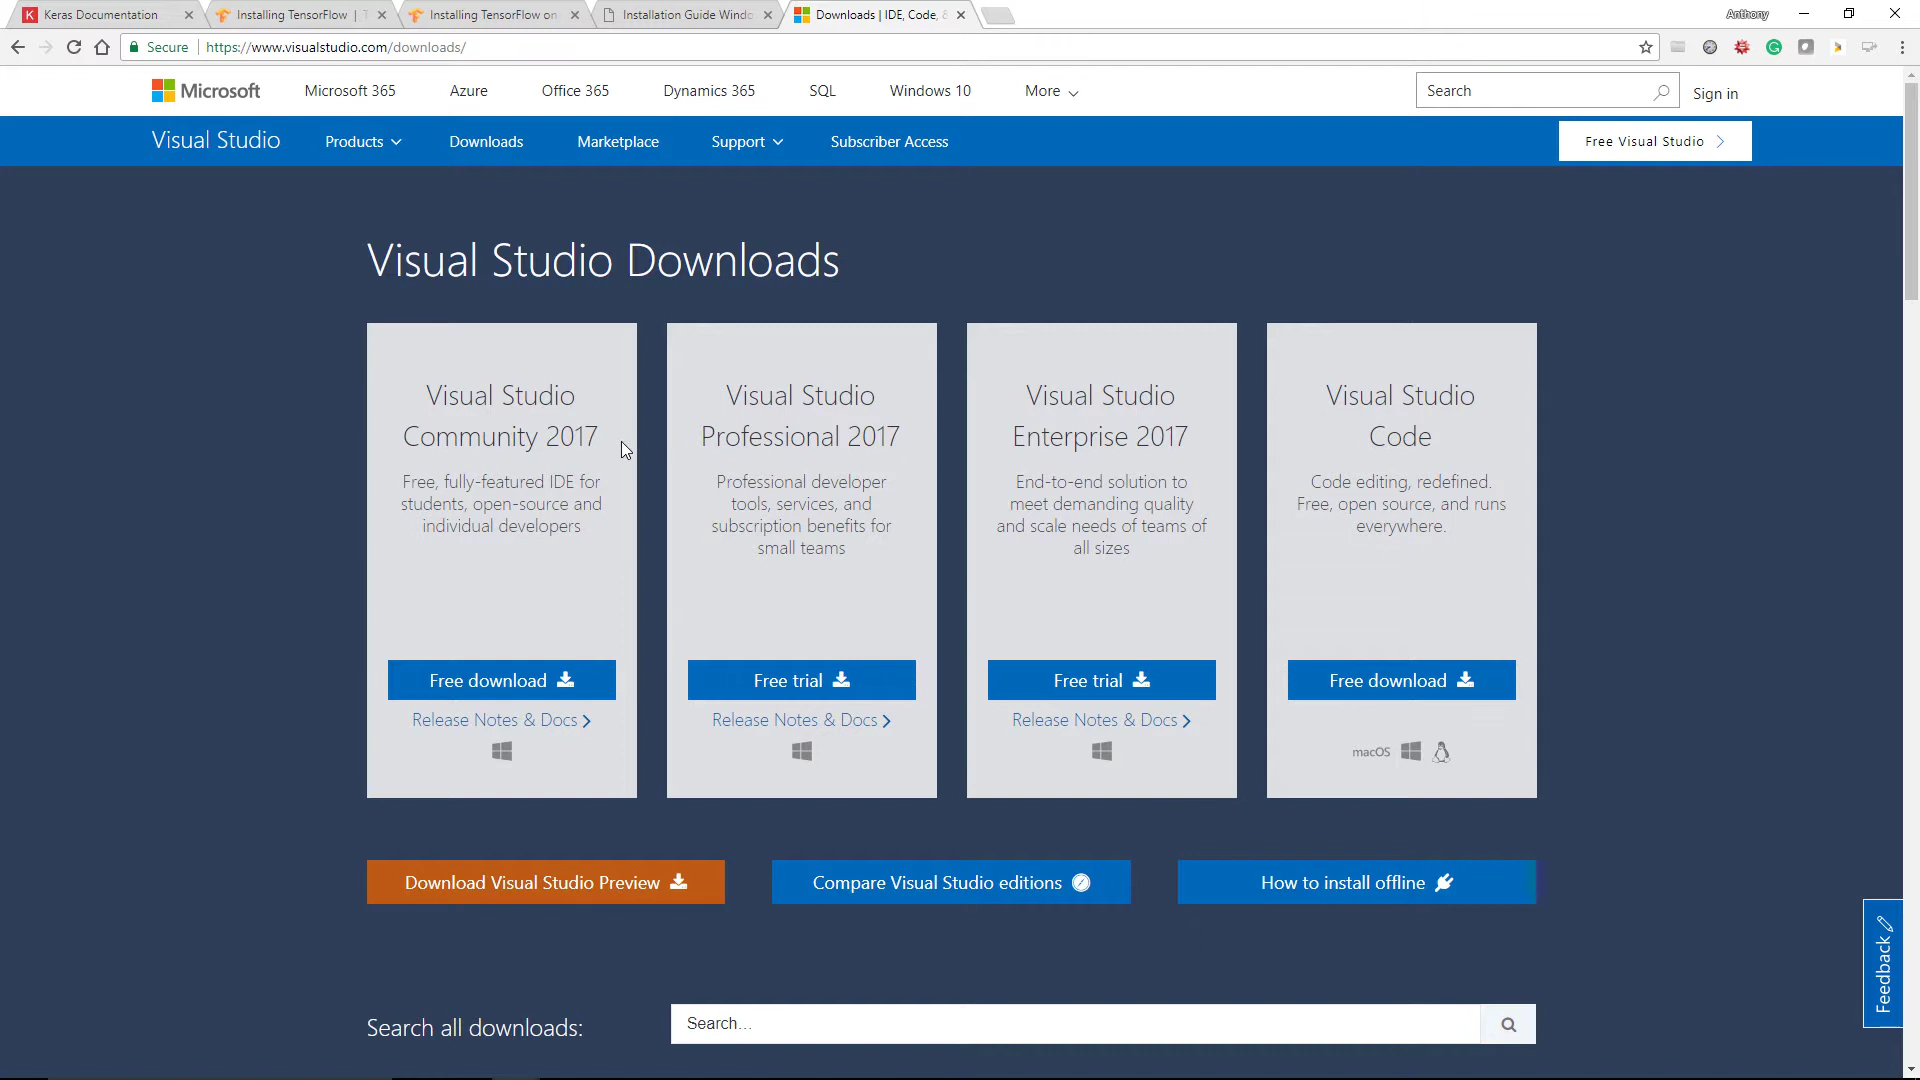 Keras Documentation
Installing TensorFlow | T
Installing TensorFlow on
Installation Guide Windo
Downloads | IDE, Code, &
Anthony
Secure
https://www.visualstudio.com/downloads/
Microsoft
Microsoft 365
Azure
Office 365
Dynamics 365
SQL
Windows 10
More
Search
Sign in
Visual Studio
Products
Downloads
Marketplace
Support
Subscriber Access
Free Visual Studio
Visual Studio Downloads
Visual Studio
Community 2017
Free, fully-featured IDE for
students, open-source and
individual developers
Free download
Release Notes & Docs
Visual Studio
Professional 2017
Professional developer
tools, services, and
subscription benefits for
small teams
Free trial
Release Notes & Docs
Visual Studio
Enterprise 2017
End-to-end solution to
meet demanding quality
and scale needs of teams of
all sizes
Free trial
Release Notes & Docs
Visual Studio
Code
Code editing, redefined.
Free, open source, and runs
everywhere.
Free download
macOS
Download Visual Studio Preview
Compare Visual Studio editions
How to install offline
Feedback
Search all downloads:
Search...